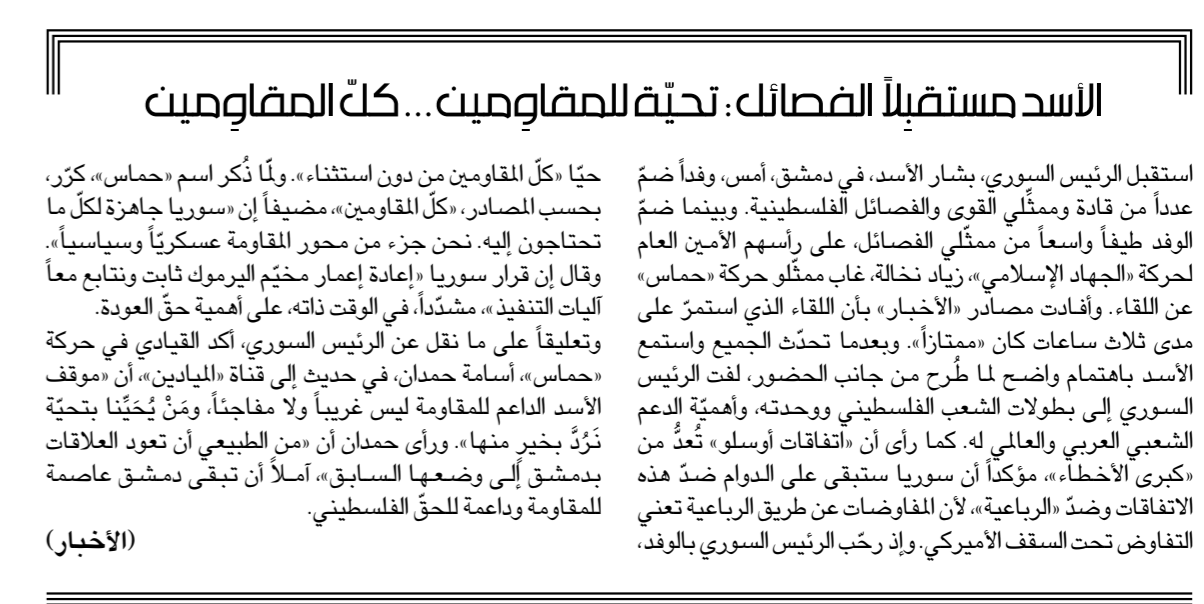 الأسد مستقبلاً الفصائل: تحيّة للمقاومين... كلّ المقاومين
استقبل الرئيس السوري، بشار الأسد، في دمشق، أمس، وفداً ضمّ
عدداً من قادة وممثّلي القوى والفصائل الفلسطينية. وبينما ضمّ
الوفد طيفاً واسعاً من ممثّلي الفصائل، على رأسهم الأمين العام
لحركة «الجهاد الإسلامي»، زياد نخالة، غاب ممثّلو حركة «حماس»
عن اللقاء. وأفادت مصادر «الأخبار» بأن اللقاء الذي استمرّ على
مدى ثلاث ساعات كان «ممتازاً». وبعدما تحدّث الجميع واستمع
الأسد باهتمام واضح لما طُرح من جانب الحضور، لفت الرئيس
السوري إلى بطولات الشعب الفلسطيني ووحدته، وأهميّة الدعم
الشعبي العربي والعالمي له. كما رأى أن «اتفاقات أوسلو» تُعدُّ من
«كبرى الأخطاء»، مؤكداً أن سوريا ستبقى على الدوام ضدّ هذه
الاتفاقات وضدّ «الرباعية»، لأن المفاوضات عن طريق الرباعية تعني
التفاوض تحت السقف الأميركي. وإذ رحّب الرئيس السوري بالوفد،
حيّا «كلّ المقاومين من دون استثناء». ولمّا ذُكر اسم «حماس»، كرّر،
بحسب المصادر، «كلّ المقاومين»، مضيفاً إن «سوريا جاهزة لكلّ ما
تحتاجون إليه. نحن جزء من محور المقاومة عسكريّاً وسياسياً».
وقال إن قرار سوريا «إعادة إعمار مخيّم اليرموك ثابت ونتابع معاً
آليات التنفيذ»، مشدّداً، في الوقت ذاته، على أهمية حقّ العودة.
وتعليقاً على ما نقل عن الرئيس السوري، أكد القيادي في حركة
«حماس»، أسامة حمدان، في حديث إلى قناة «الميادين»، أن «موقف
الأسد الداعم للمقاومة ليس غريباً ولا مفاجئاً، ومَنْ يُحَيِّنا بتحيّة
نَرُدَّ بخيرٍ منها». ورأى حمدان أن «من الطبيعي أن تعود العلاقات
بدمشق إلى وضعها السابق»، آملاً أن تبقى دمشق عاصمة
للمقاومة وداعمة للحقّ الفلسطيني.
(الأخبار)